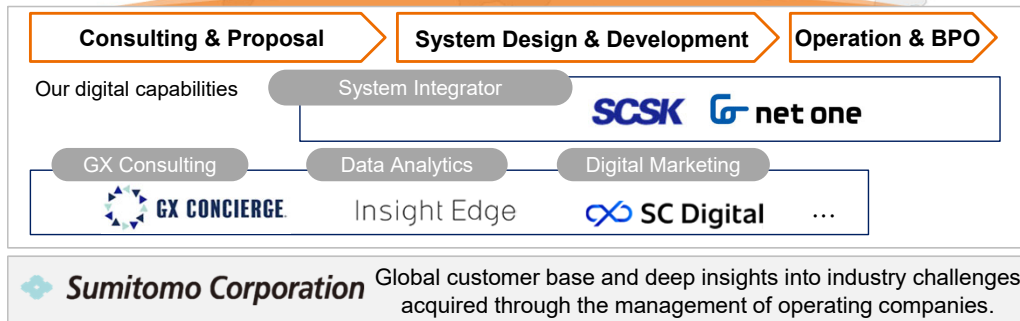 Consulting & Proposal
System Design & Development
Operation & BPO
Our digital capabilities
System Integrator
SCSK
net one
GX Consulting
Data Analytics
Digital Marketing
GX CONCIERGE.
Insight Edge
SC Digital
...
Sumitomo Corporation
Global customer base and deep insights into industry challenges
acquired through the management of operating companies.